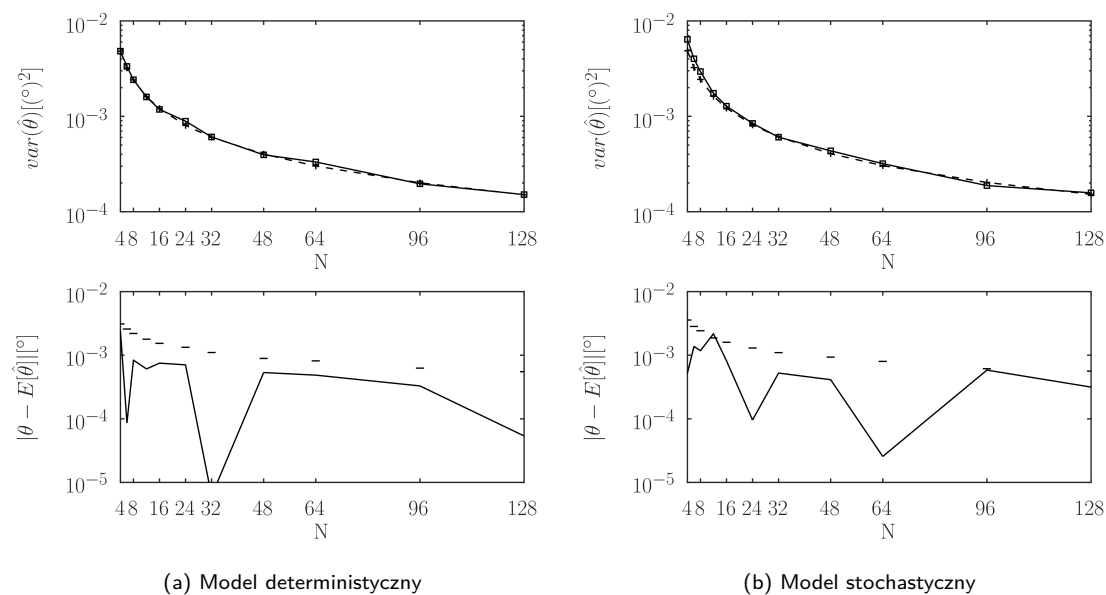 10⁻²
10⁻³
10⁻⁴
var(θ̂)[(°)²]
4 8 16 24 32 48 64 96 128
N
10⁻²
10⁻³
10⁻⁴
var(θ̂)[(°)²]
4 8 16 24 32 48 64 96 128
N
10⁻²
10⁻³
10⁻⁴
10⁻⁵
|θ − E[θ̂]|[°]
4 8 16 24 32 48 64 96 128
N
10⁻²
10⁻³
10⁻⁴
10⁻⁵
|θ − E[θ̂]|[°]
4 8 16 24 32 48 64 96 128
N
(a) Model deterministyczny
(b) Model stochastyczny